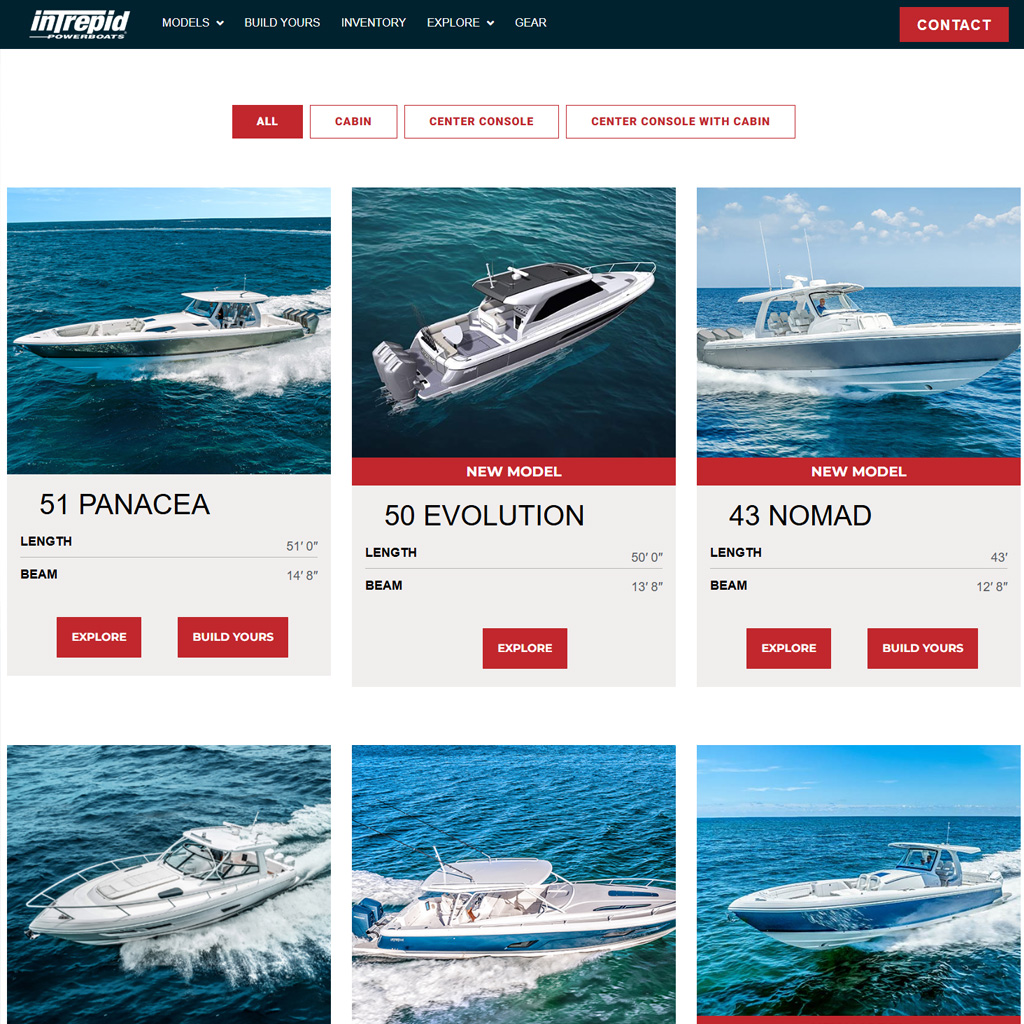 intrepid
POWERBOATS
MODELS BUILD YOURS INVENTORY EXPLORE GEAR
CONTACT
ALL CABIN CENTER CONSOLE CENTER CONSOLE WITH CABIN
51 PANACEA
LENGTH 51′ 0″
BEAM 14′ 8″
EXPLORE BUILD YOURS
NEW MODEL
50 EVOLUTION
LENGTH 50′ 0″
BEAM 13′ 8″
EXPLORE
NEW MODEL
43 NOMAD
LENGTH 43′
BEAM 12′ 8″
EXPLORE BUILD YOURS